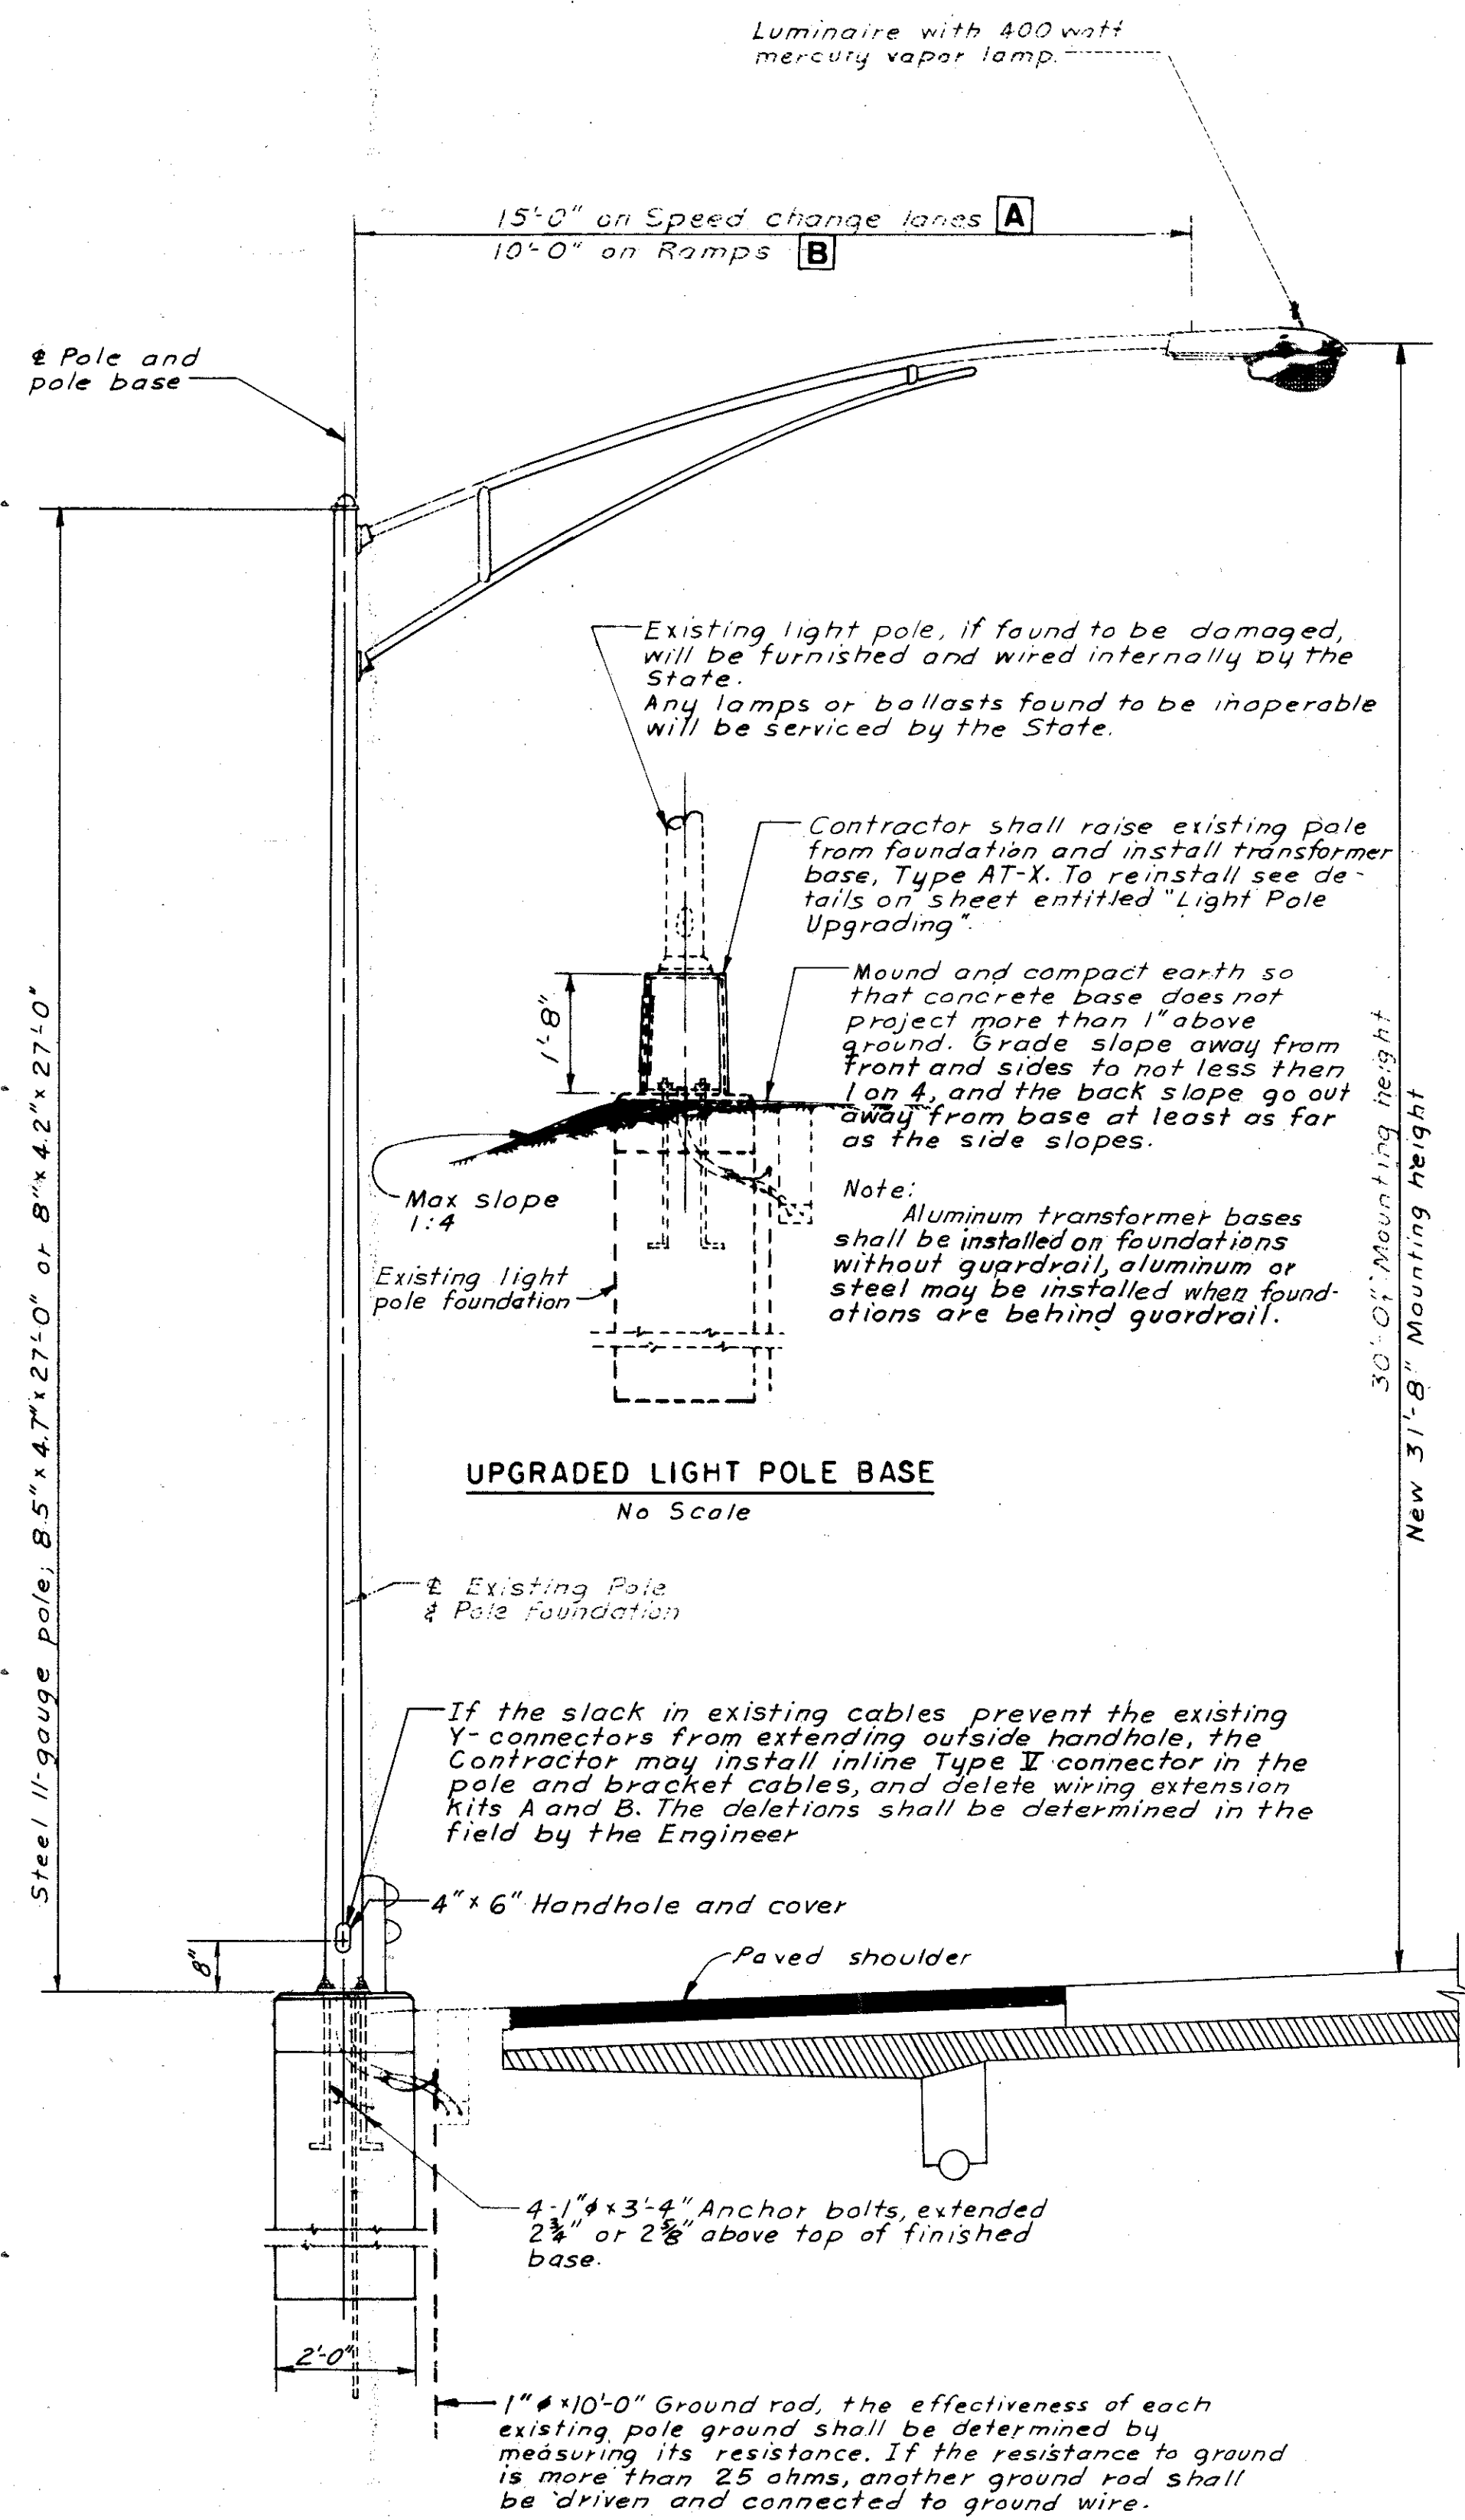 Luminaire with 400 watt
mercury vapor lamp.
15'-0" on Speed change lanes A
10'-0" on Ramps B
℄ Pole and
pole base
Existing light pole, if found to be damaged,
will be furnished and wired internally by the
State.
Any lamps or ballasts found to be inoperable
will be serviced by the State.
Contractor shall raise existing pole
from foundation and install transformer
base, Type AT-X. To reinstall see de-
tails on sheet entitled "Light Pole
Upgrading".
1'-8"
Mound and compact earth so
that concrete base does not
project more than 1" above
ground. Grade slope away from
front and sides to not less then
1 on 4, and the back slope go out
away from base at least as far
as the side slopes.
Max slope
1:4
Note:
Aluminum transformer bases
shall be installed on foundations
without guardrail, aluminum or
steel may be installed when found-
ations are behind guardrail.
Existing light
pole foundation
30'-0" Mounting height
New 31'-8" Mounting height
Steel 11-gauge pole; 8.5" x 4.7" x 27'-0" or 8" x 4.2" x 27'-0"
UPGRADED LIGHT POLE BASE
No Scale
℄ Existing Pole
& Pole Foundation
If the slack in existing cables prevent the existing
Y-connectors from extending outside handhole, the
Contractor may install inline Type V connector in the
pole and bracket cables, and delete wiring extension
kits A and B. The deletions shall be determined in the
field by the Engineer
4" x 6" Handhole and cover
8"
Paved shoulder
4-1"ϕ x 3'-4" Anchor bolts, extended
2 3/4" or 2 5/8" above top of finished
base.
2'-0"
1"ϕ x 10'-0" Ground rod, the effectiveness of each
existing pole ground shall be determined by
measuring its resistance. If the resistance to ground
is more than 25 ohms, another ground rod shall
be driven and connected to ground wire.